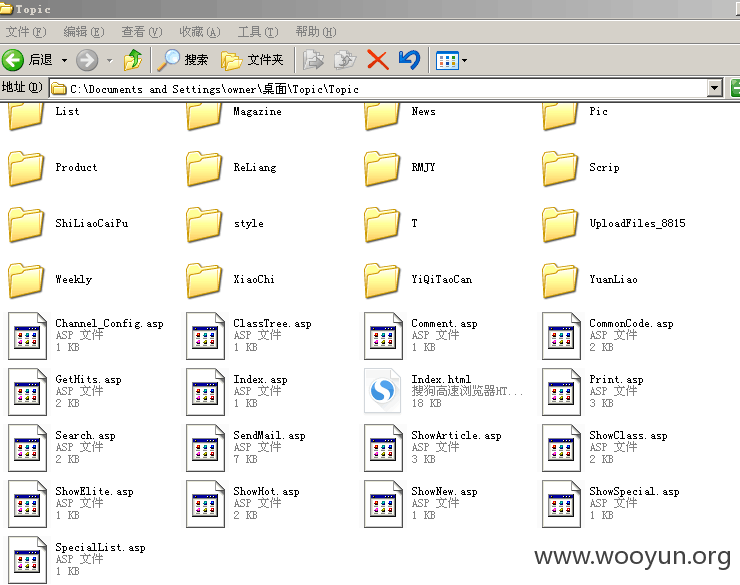 Topic
文件(F) 编辑(E) 查看(V) 收藏(A) 工具(T) 帮助(H)
后退 搜索 文件夹
地址(D) C:\Documents and Settings\owner\桌面\Topic\Topic
List Magazine News Pic
Product ReLiang RMJY Scrip
ShiLiaoCaiPu style T UploadFiles_8815
Weekly XiaoChi YiQiTaoCan YuanLiao
Channel_Config.asp ClassTree.asp Comment.asp CommonCode.asp
ASP 文件 ASP 文件 ASP 文件 ASP 文件
1 KB 1 KB 1 KB 2 KB
GetHits.asp Index.asp Index.html Print.asp
ASP 文件 ASP 文件 搜狗高速浏览器HT... ASP 文件
2 KB 1 KB 18 KB 3 KB
Search.asp SendMail.asp ShowArticle.asp ShowClass.asp
ASP 文件 ASP 文件 ASP 文件 ASP 文件
2 KB 7 KB 3 KB 2 KB
ShowElite.asp ShowHot.asp ShowNew.asp ShowSpecial.asp
ASP 文件 ASP 文件 ASP 文件 ASP 文件
1 KB 2 KB 1 KB 1 KB
SpecialList.asp
ASP 文件
1 KB
www.wooyun.org